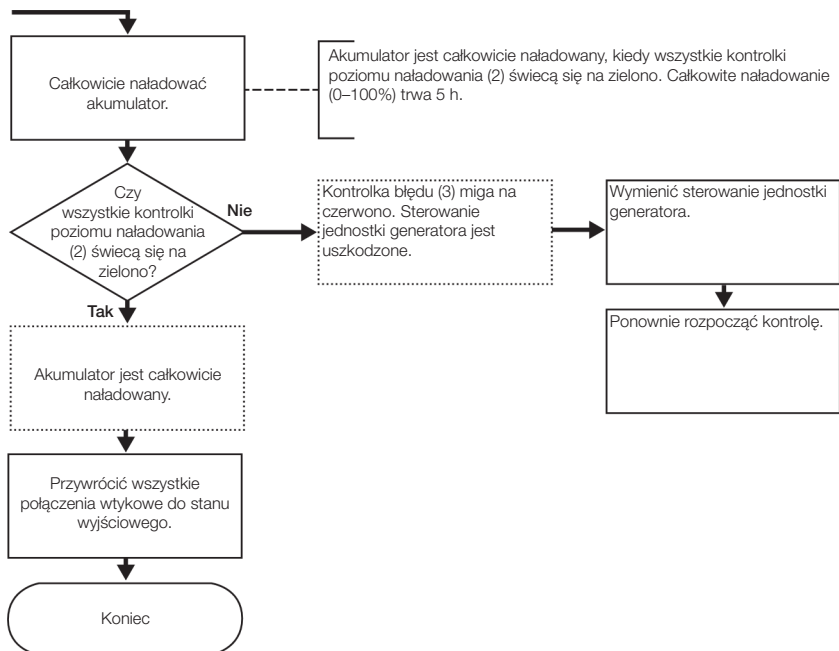 Całkowicie naładować
akumulator.
Akumulator jest całkowicie naładowany, kiedy wszystkie kontrolki
poziomu naładowania (2) świecą się na zielono. Całkowite naładowanie
(0–100%) trwa 5 h.
Czy
wszystkie kontrolki
poziomu naładowania
(2) świecą się na
zielono?
Nie
Kontrolka błędu (3) miga na
czerwono. Sterowanie
jednostki generatora jest
uszkodzone.
Wymienić sterowanie jednostki
generatora.
Ponownie rozpocząć kontrolę.
Tak
Akumulator jest całkowicie
naładowany.
Przywrócić wszystkie
połączenia wtykowe do stanu
wyjściowego.
Koniec